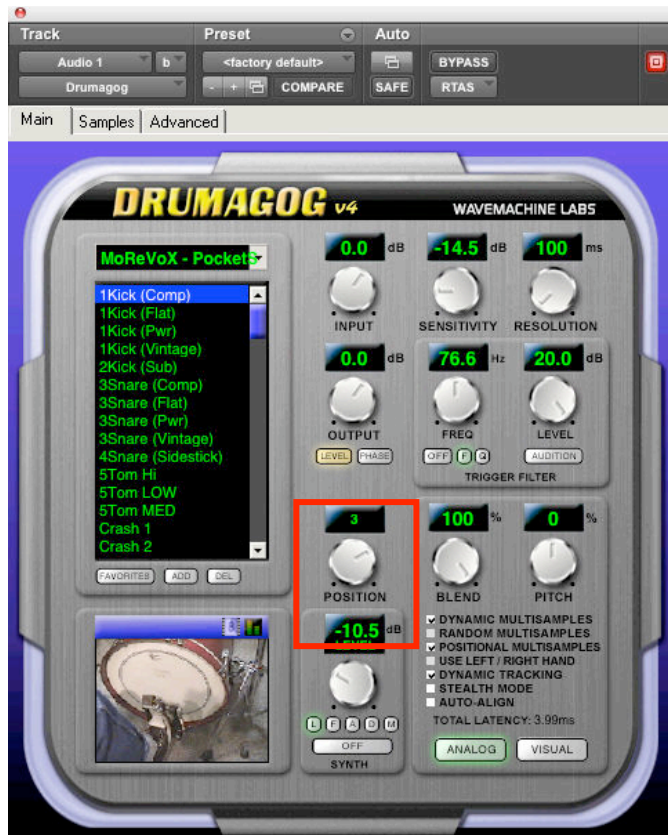 Track Preset Auto
Audio 1 b <factory default> BYPASS
Drumagog - + COMPARE SAFE RTAS
Main Samples Advanced
DRUMAGOG v4 WAVEMACHINE LABS
MoReVoX - PocketS
1Kick (Comp)
1Kick (Flat)
1Kick (Pwr)
1Kick (Vintage)
2Kick (Sub)
3Snare (Comp)
3Snare (Flat)
3Snare (Pwr)
3Snare (Vintage)
4Snare (Sidestick)
5Tom Hi
5Tom LOW
5Tom MED
Crash 1
Crash 2
FAVORITES ADD DEL
0.0 dB -14.5 dB 100 ms
INPUT SENSITIVITY RESOLUTION
0.0 dB 76.6 Hz 20.0 dB
OUTPUT FREQ LEVEL
LEVEL PHASE OFF F Q AUDITION
TRIGGER FILTER
3 100 % 0 %
POSITION BLEND PITCH
-10.5 dB
LEVEL
L F A D M
OFF
SYNTH
DYNAMIC MULTISAMPLES
RANDOM MULTISAMPLES
POSITIONAL MULTISAMPLES
USE LEFT / RIGHT HAND
DYNAMIC TRACKING
STEALTH MODE
AUTO-ALIGN
TOTAL LATENCY: 3.99ms
ANALOG VISUAL